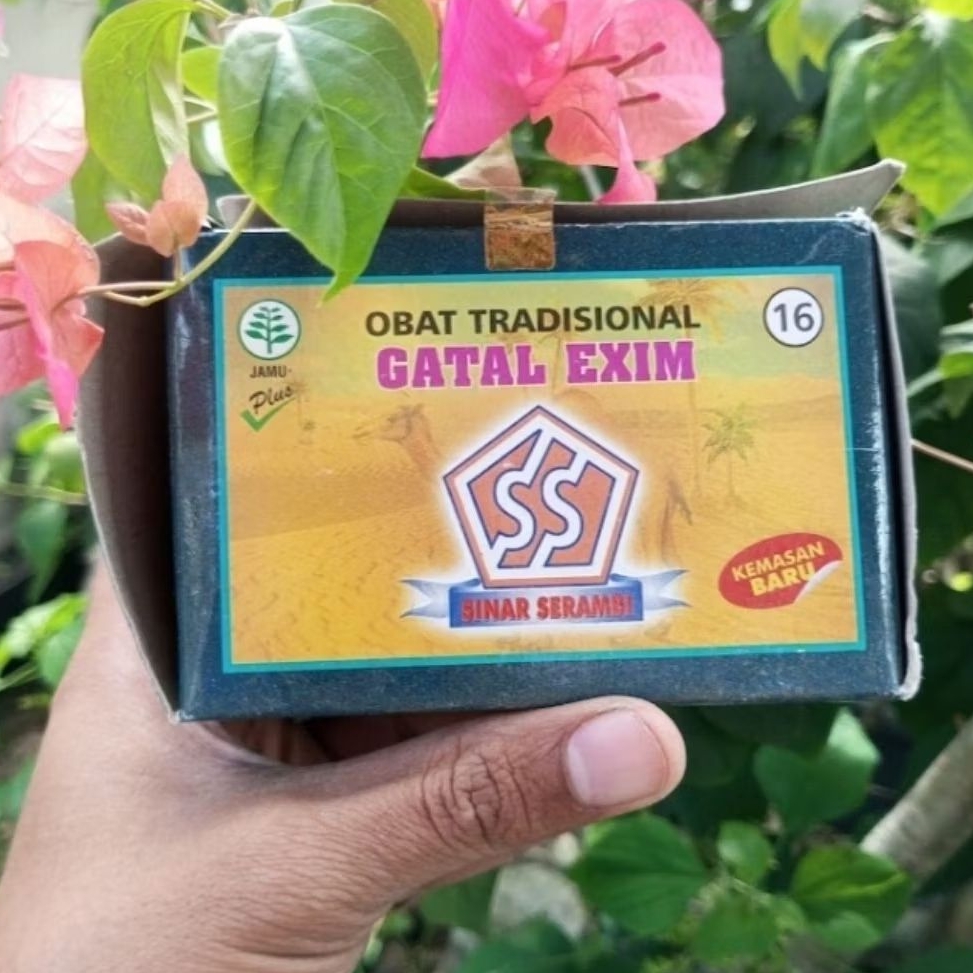 OBAT TRADISIONAL
GATAL EXIM
16
JAMU
Plus
SS
SINAR SERAMBI
KEMASAN
BARU